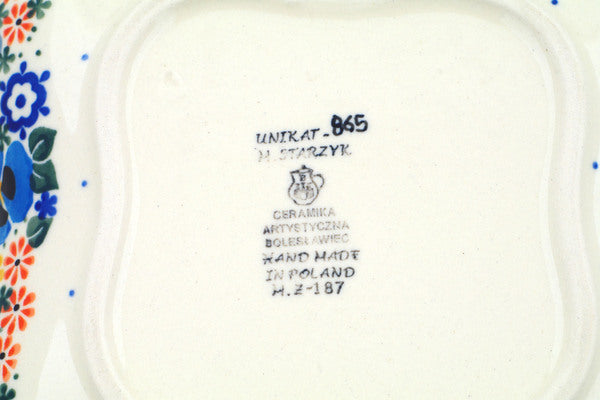 UNIKAT-865
M. STARZYK
CERAMIKA
ARTYSTYCZNA
BOLESŁAWIEC
HAND MADE
IN POLAND
M.Z-187